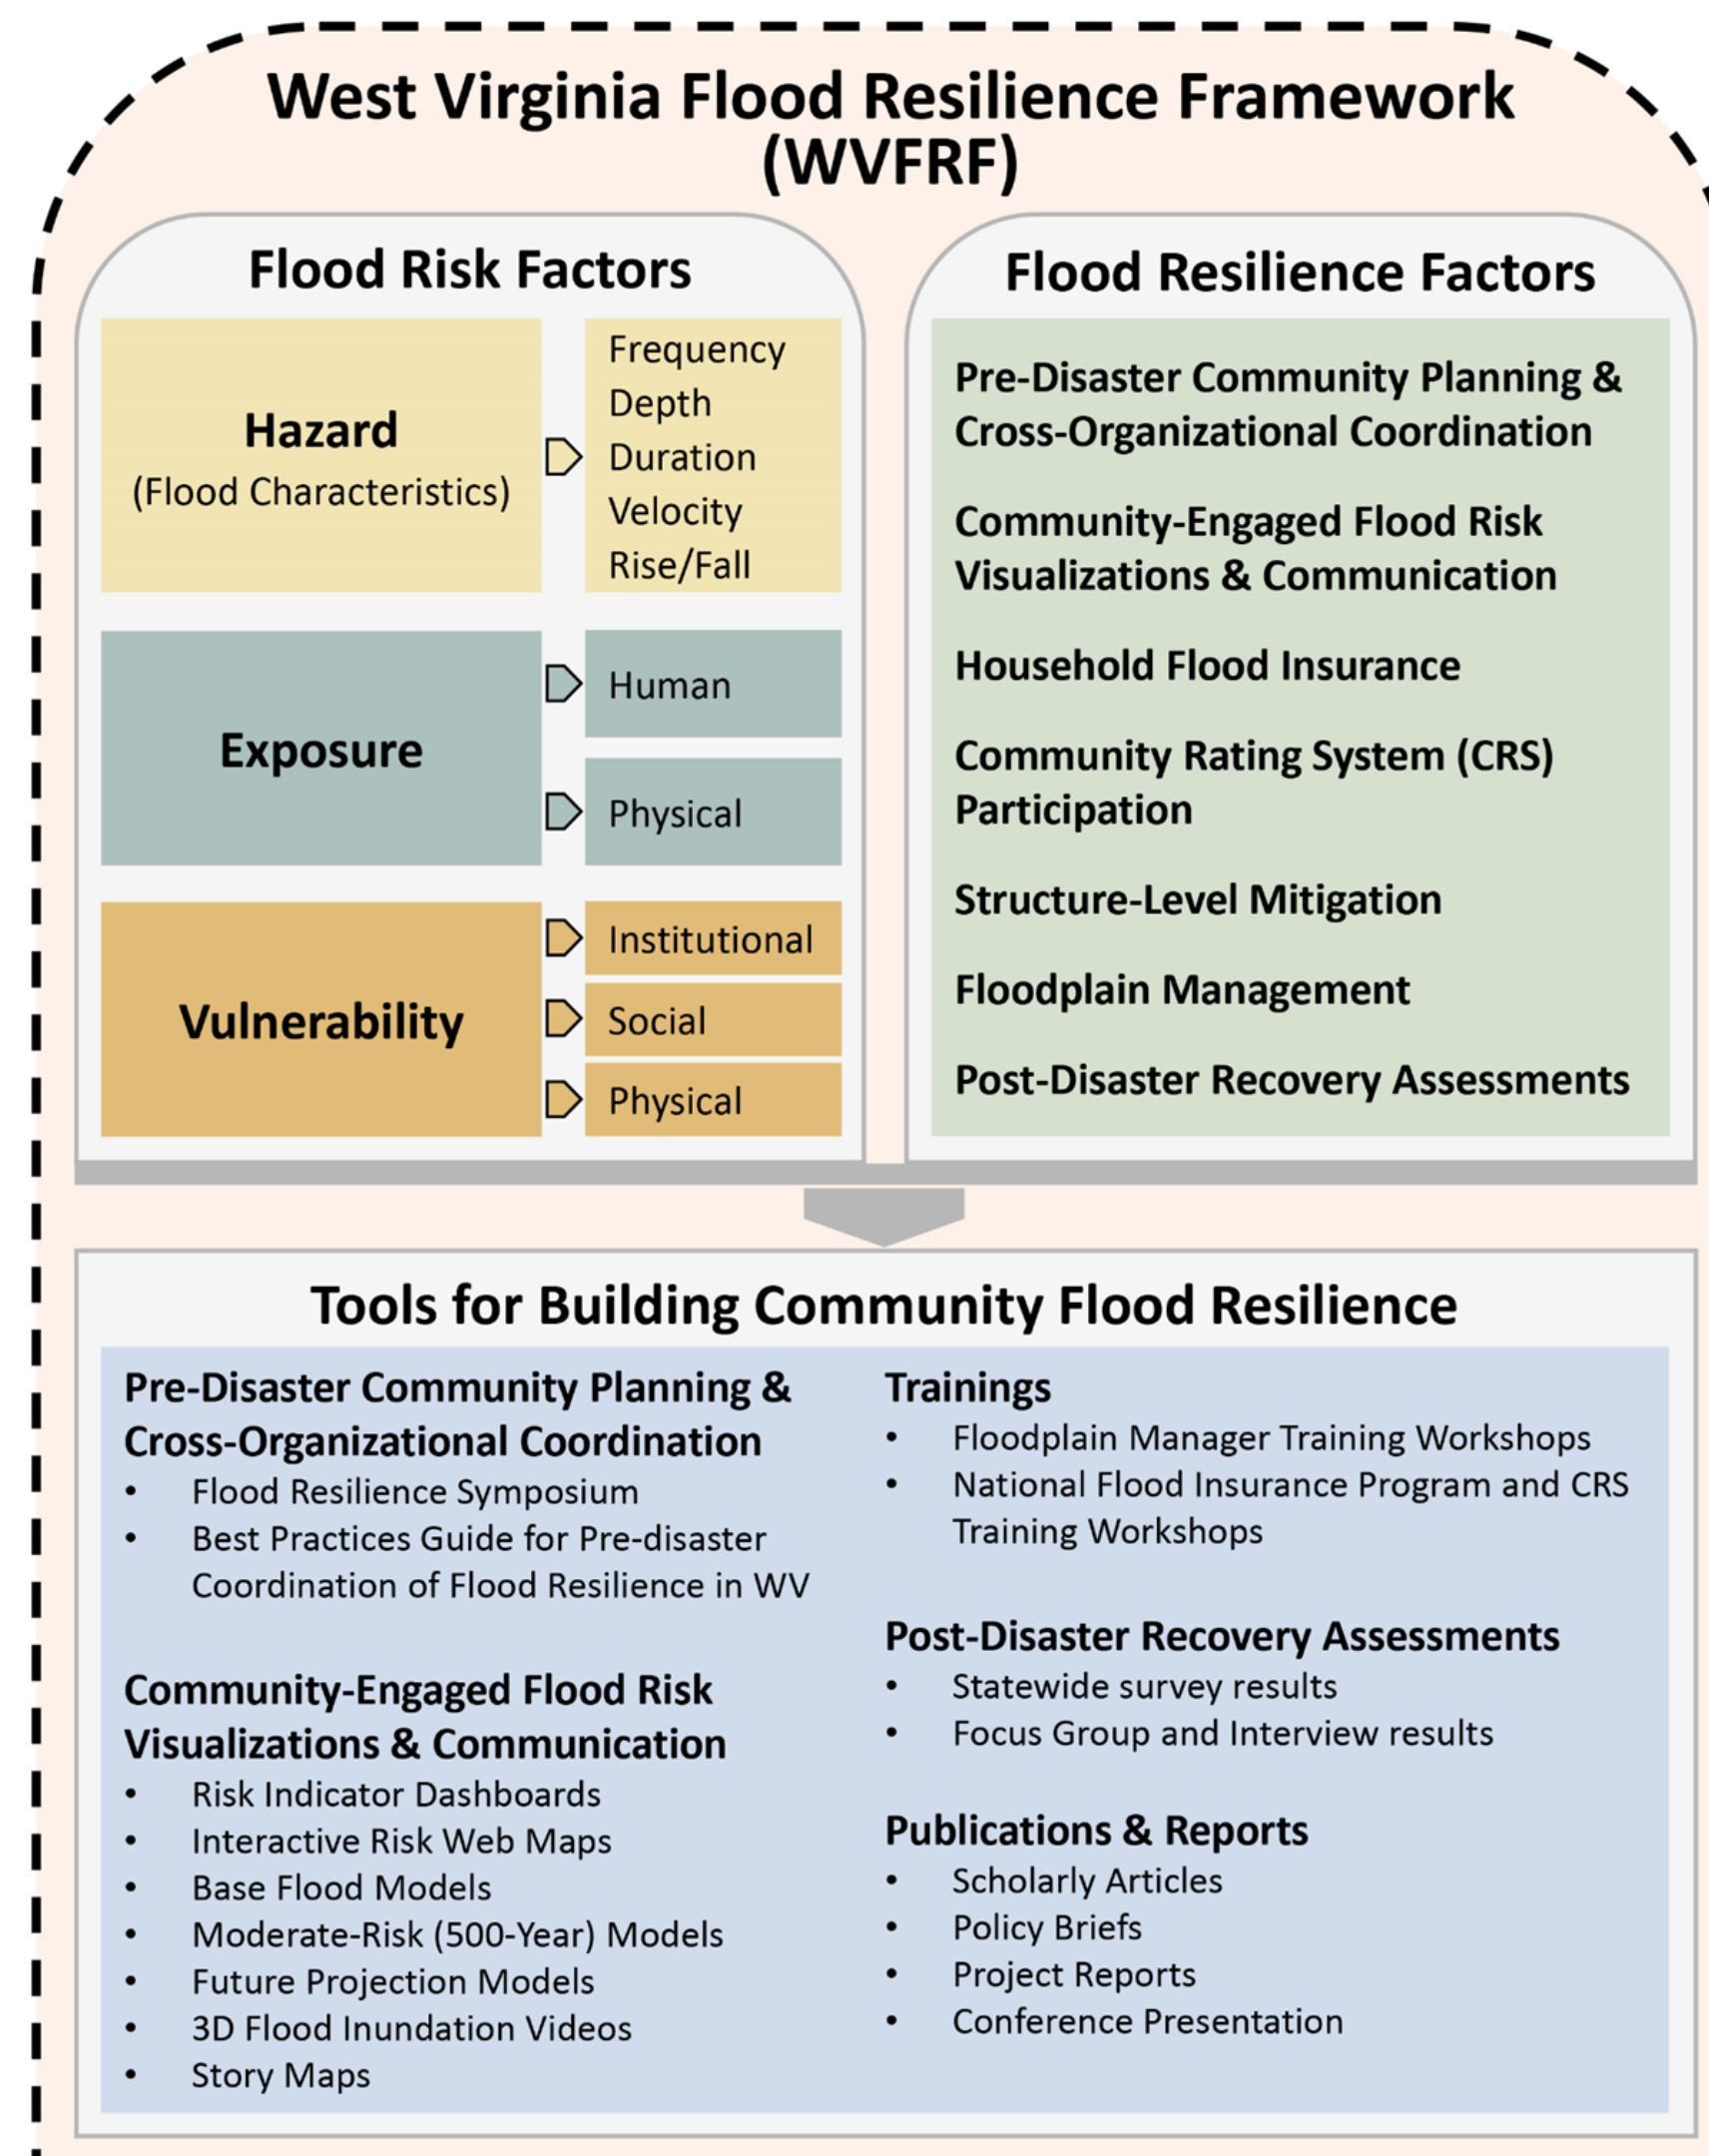 West Virginia Flood Resilience Framework
(WVFRF)
Flood Risk Factors
Hazard
(Flood Characteristics)
Frequency
Depth
Duration
Velocity
Rise/Fall
Exposure
Human
Physical
Vulnerability
Institutional
Social
Physical
Flood Resilience Factors
Pre-Disaster Community Planning &
Cross-Organizational Coordination
Community-Engaged Flood Risk
Visualizations & Communication
Household Flood Insurance
Community Rating System (CRS)
Participation
Structure-Level Mitigation
Floodplain Management
Post-Disaster Recovery Assessments
Tools for Building Community Flood Resilience
Pre-Disaster Community Planning &
Cross-Organizational Coordination
• Flood Resilience Symposium
• Best Practices Guide for Pre-disaster
Coordination of Flood Resilience in WV
Community-Engaged Flood Risk
Visualizations & Communication
• Risk Indicator Dashboards
• Interactive Risk Web Maps
• Base Flood Models
• Moderate-Risk (500-Year) Models
• Future Projection Models
• 3D Flood Inundation Videos
• Story Maps
Trainings
• Floodplain Manager Training Workshops
• National Flood Insurance Program and CRS
Training Workshops
Post-Disaster Recovery Assessments
• Statewide survey results
• Focus Group and Interview results
Publications & Reports
• Scholarly Articles
• Policy Briefs
• Project Reports
• Conference Presentation